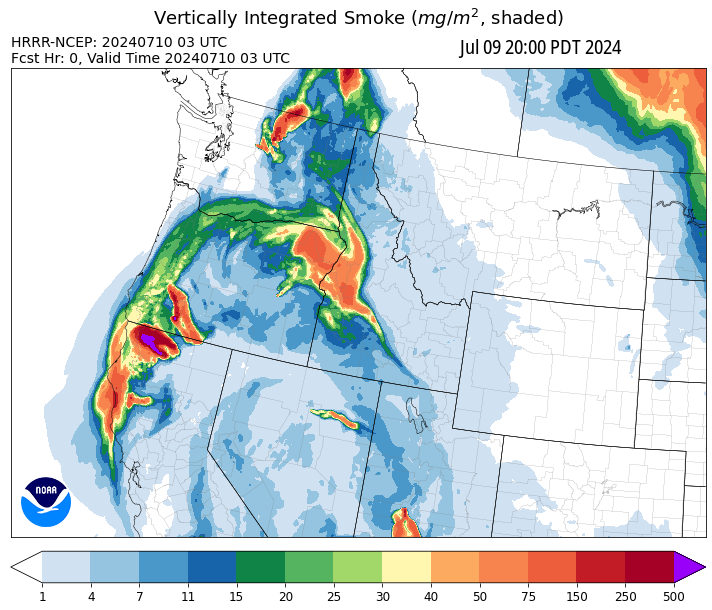 Vertically Integrated Smoke (mg/m², shaded)
HRRR-NCEP: 20240710 03 UTC
Jul 09 20:00 PDT 2024
Fcst Hr: 0, Valid Time 20240710 03 UTC
NOAA
1 4 7 11 15 20 25 30 40 50 75 150 250 500